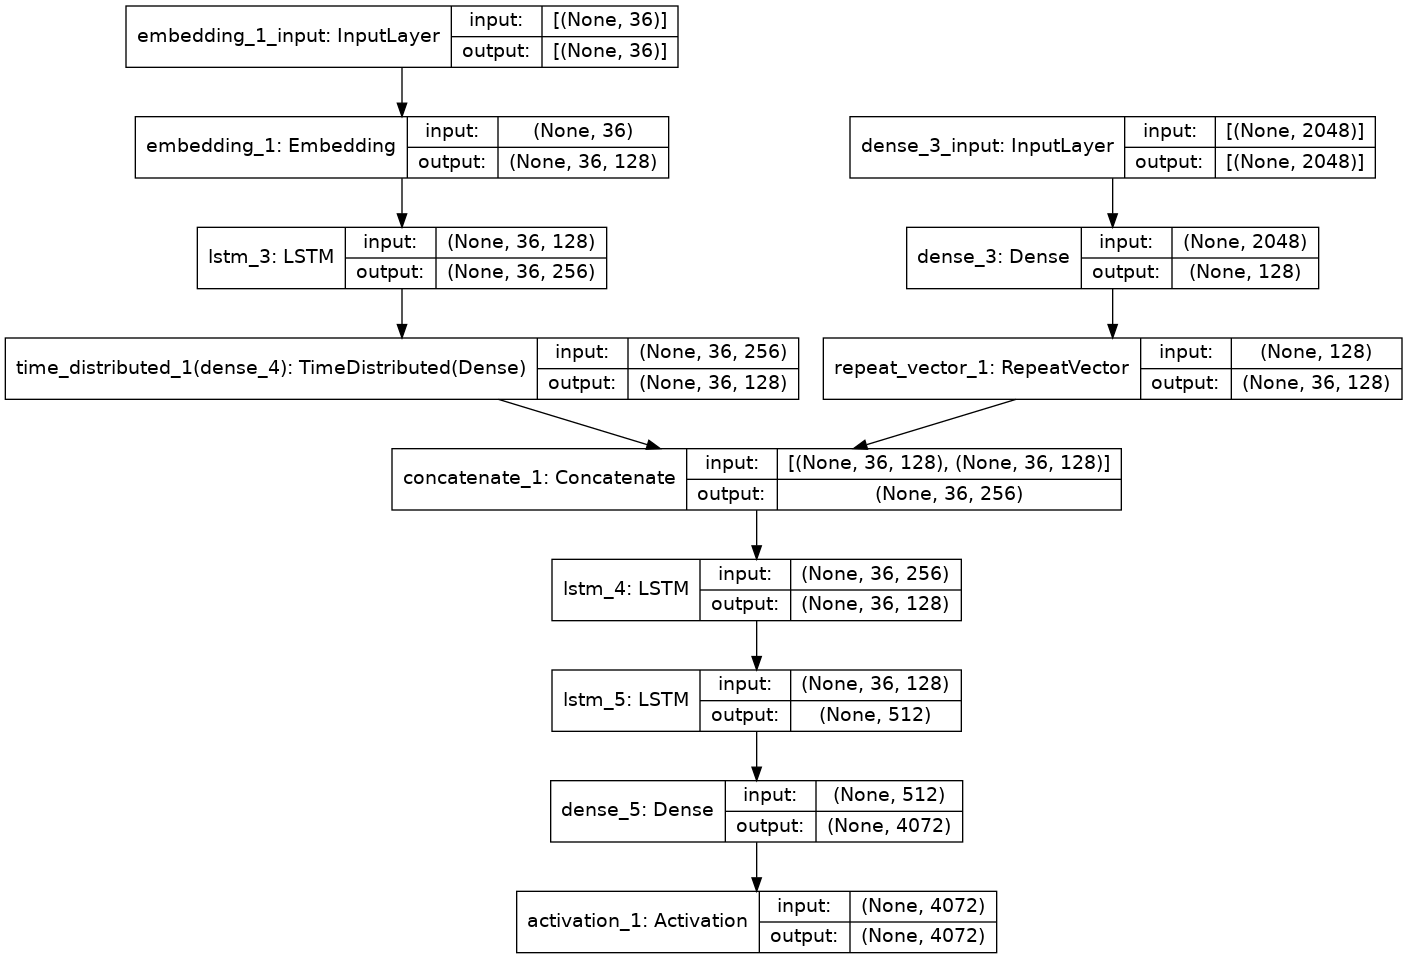 embedding_1_input: InputLayer
input:
[(None, 36)]
output:
[(None, 36)]
embedding_1: Embedding
input:
(None, 36)
output:
(None, 36, 128)
dense_3_input: InputLayer
input:
[(None, 2048)]
output:
[(None, 2048)]
lstm_3: LSTM
input:
(None, 36, 128)
output:
(None, 36, 256)
dense_3: Dense
input:
(None, 2048)
output:
(None, 128)
time_distributed_1(dense_4): TimeDistributed(Dense)
input:
(None, 36, 256)
output:
(None, 36, 128)
repeat_vector_1: RepeatVector
input:
(None, 128)
output:
(None, 36, 128)
concatenate_1: Concatenate
input:
[(None, 36, 128), (None, 36, 128)]
output:
(None, 36, 256)
lstm_4: LSTM
input:
(None, 36, 256)
output:
(None, 36, 128)
lstm_5: LSTM
input:
(None, 36, 128)
output:
(None, 512)
dense_5: Dense
input:
(None, 512)
output:
(None, 4072)
activation_1: Activation
input:
(None, 4072)
output:
(None, 4072)